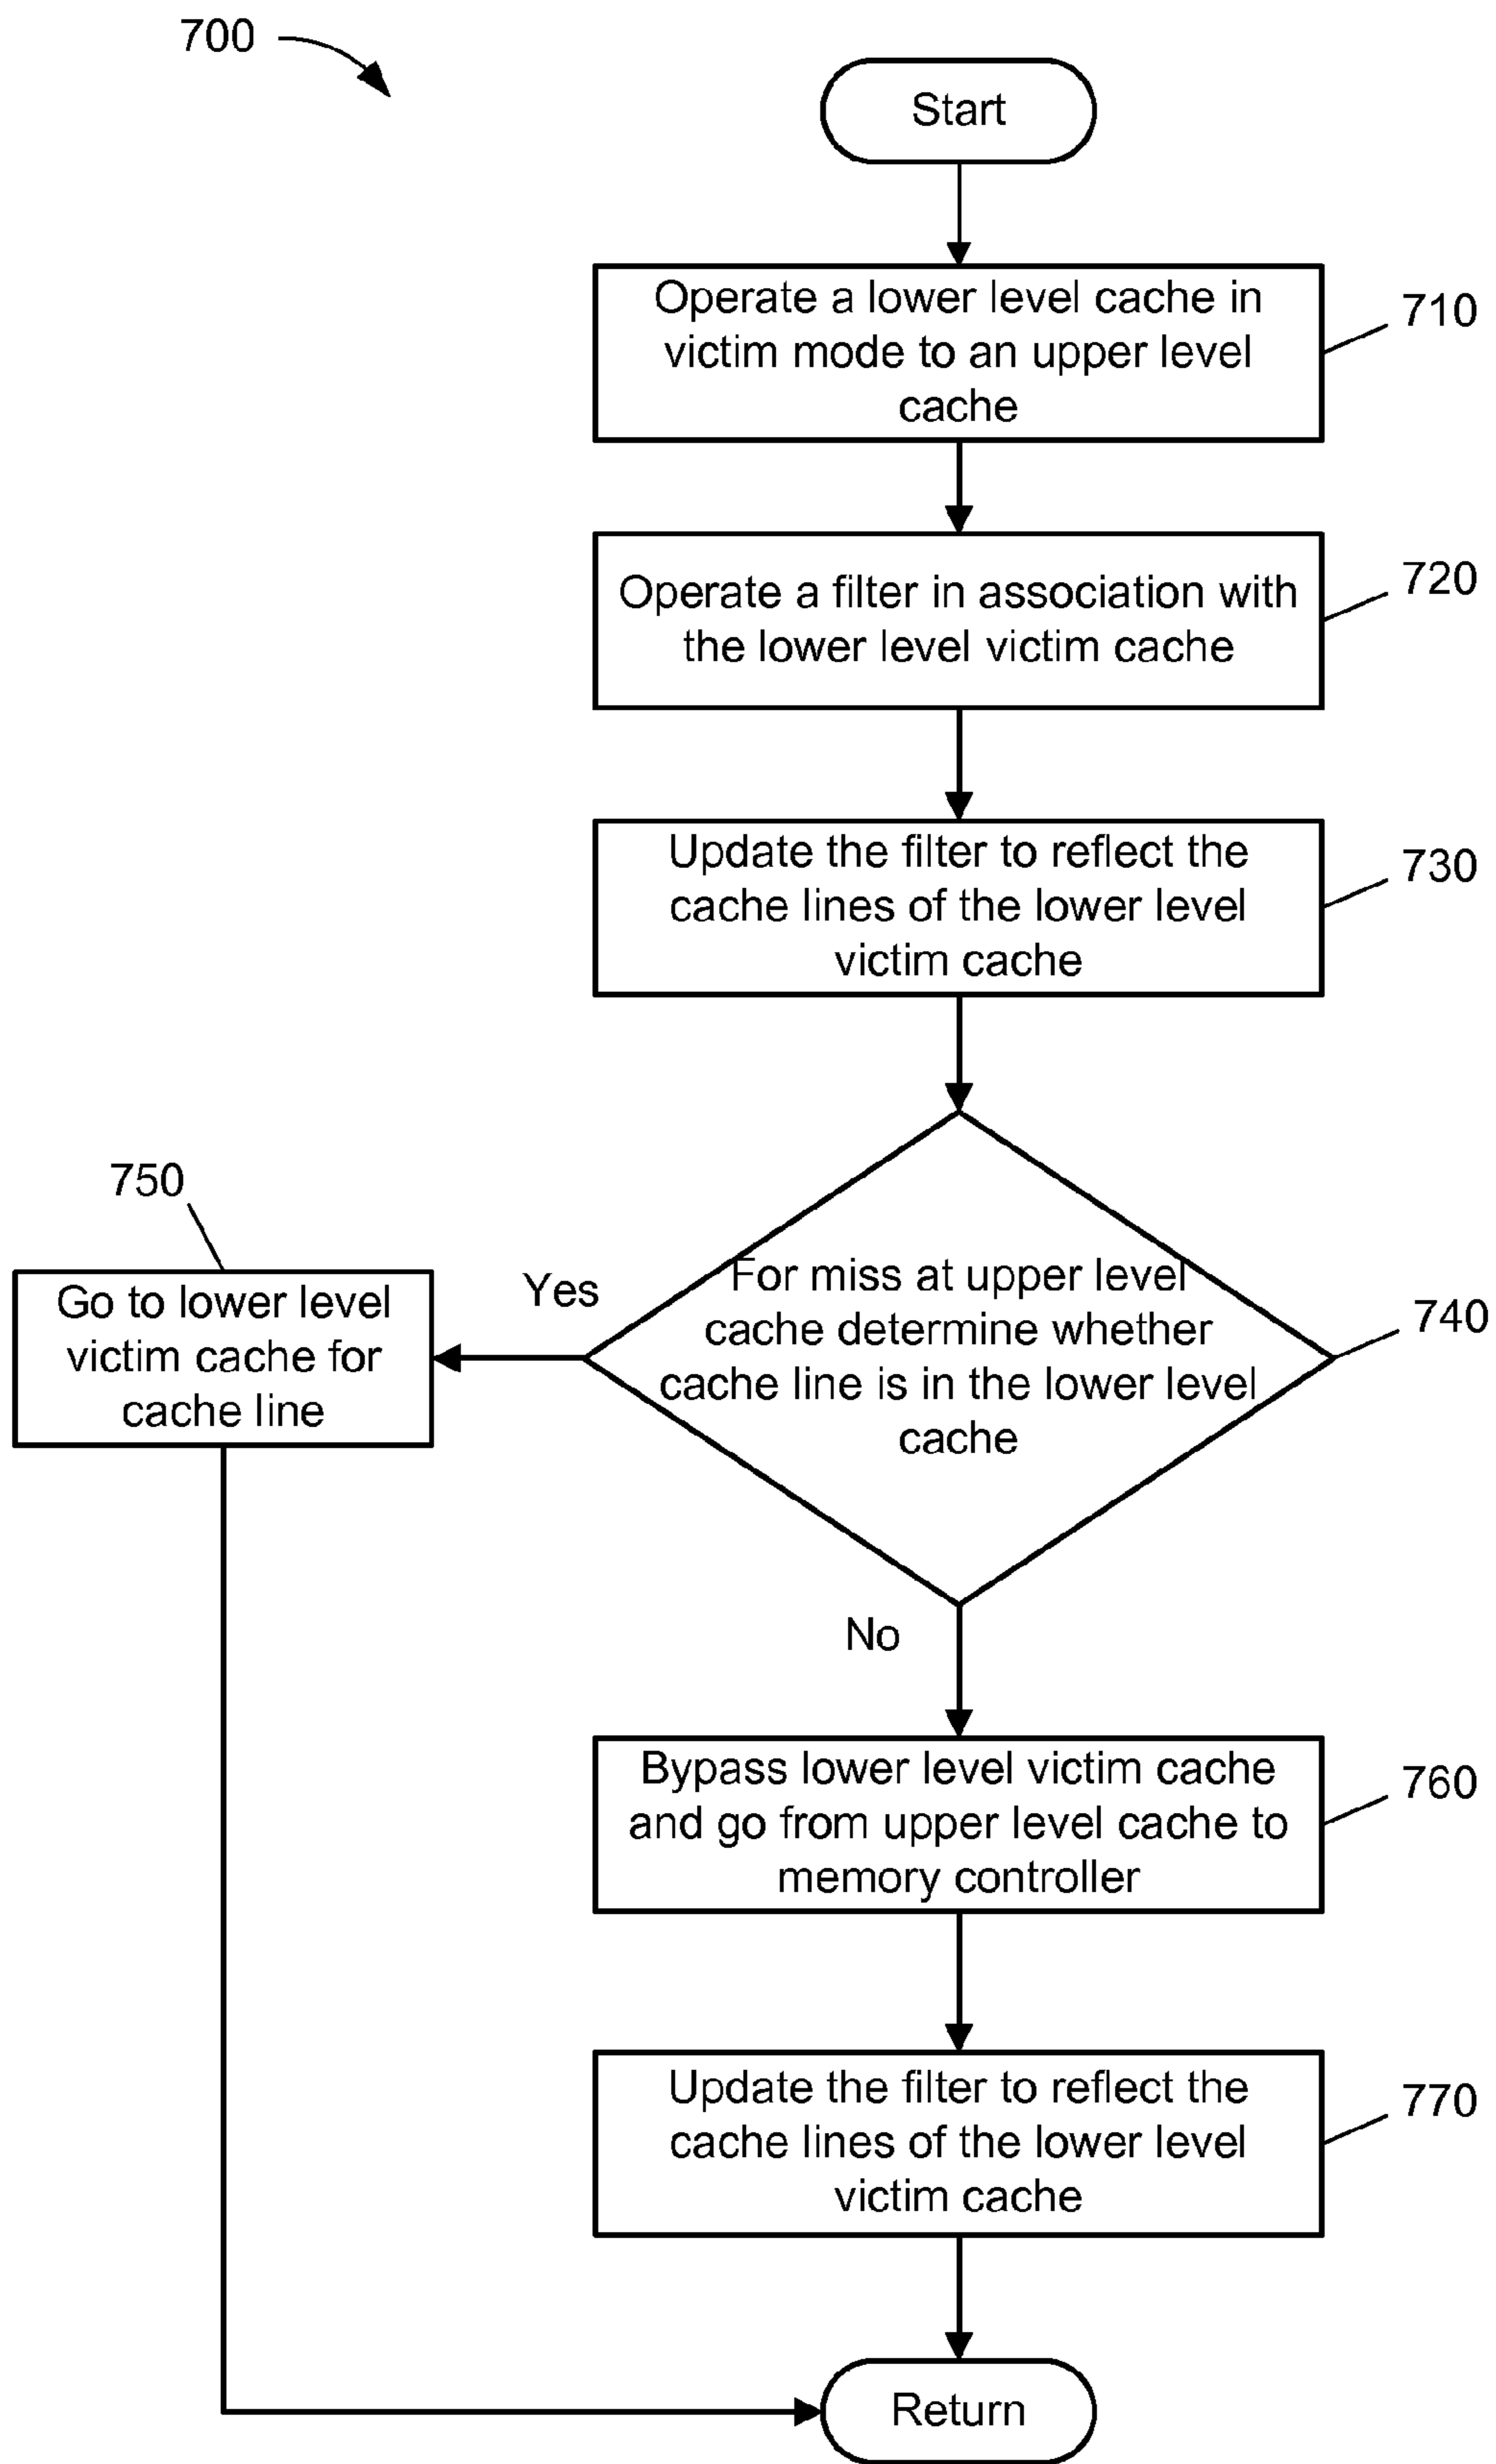 700
Start
Operate a lower level cache in
victim mode to an upper level
cache
710
Operate a filter in association with
the lower level victim cache
720
Update the filter to reflect the
cache lines of the lower level
victim cache
730
For miss at upper level
cache determine whether
cache line is in the lower level
cache
740
Yes
750
Go to lower level
victim cache for
cache line
No
Bypass lower level victim cache
and go from upper level cache to
memory controller
760
Update the filter to reflect the
cache lines of the lower level
victim cache
770
Return